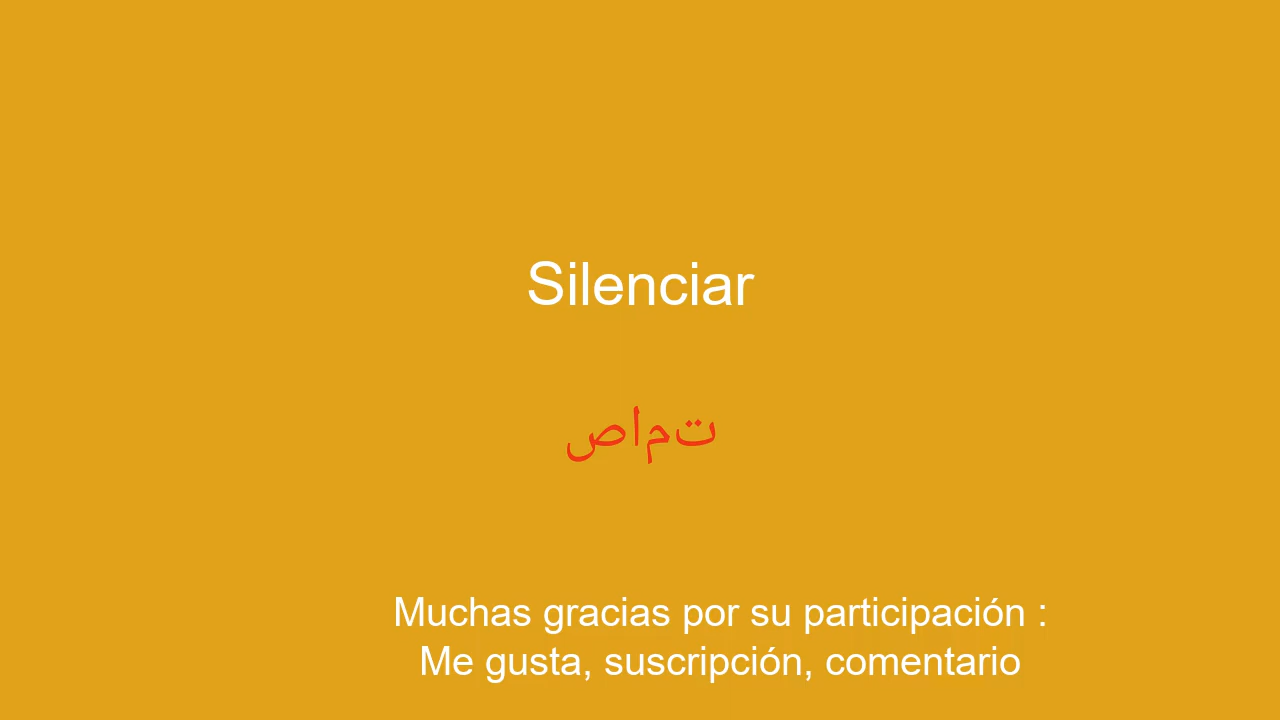 Silenciar
صامت
Muchas gracias por su participación :
Me gusta, suscripción, comentario